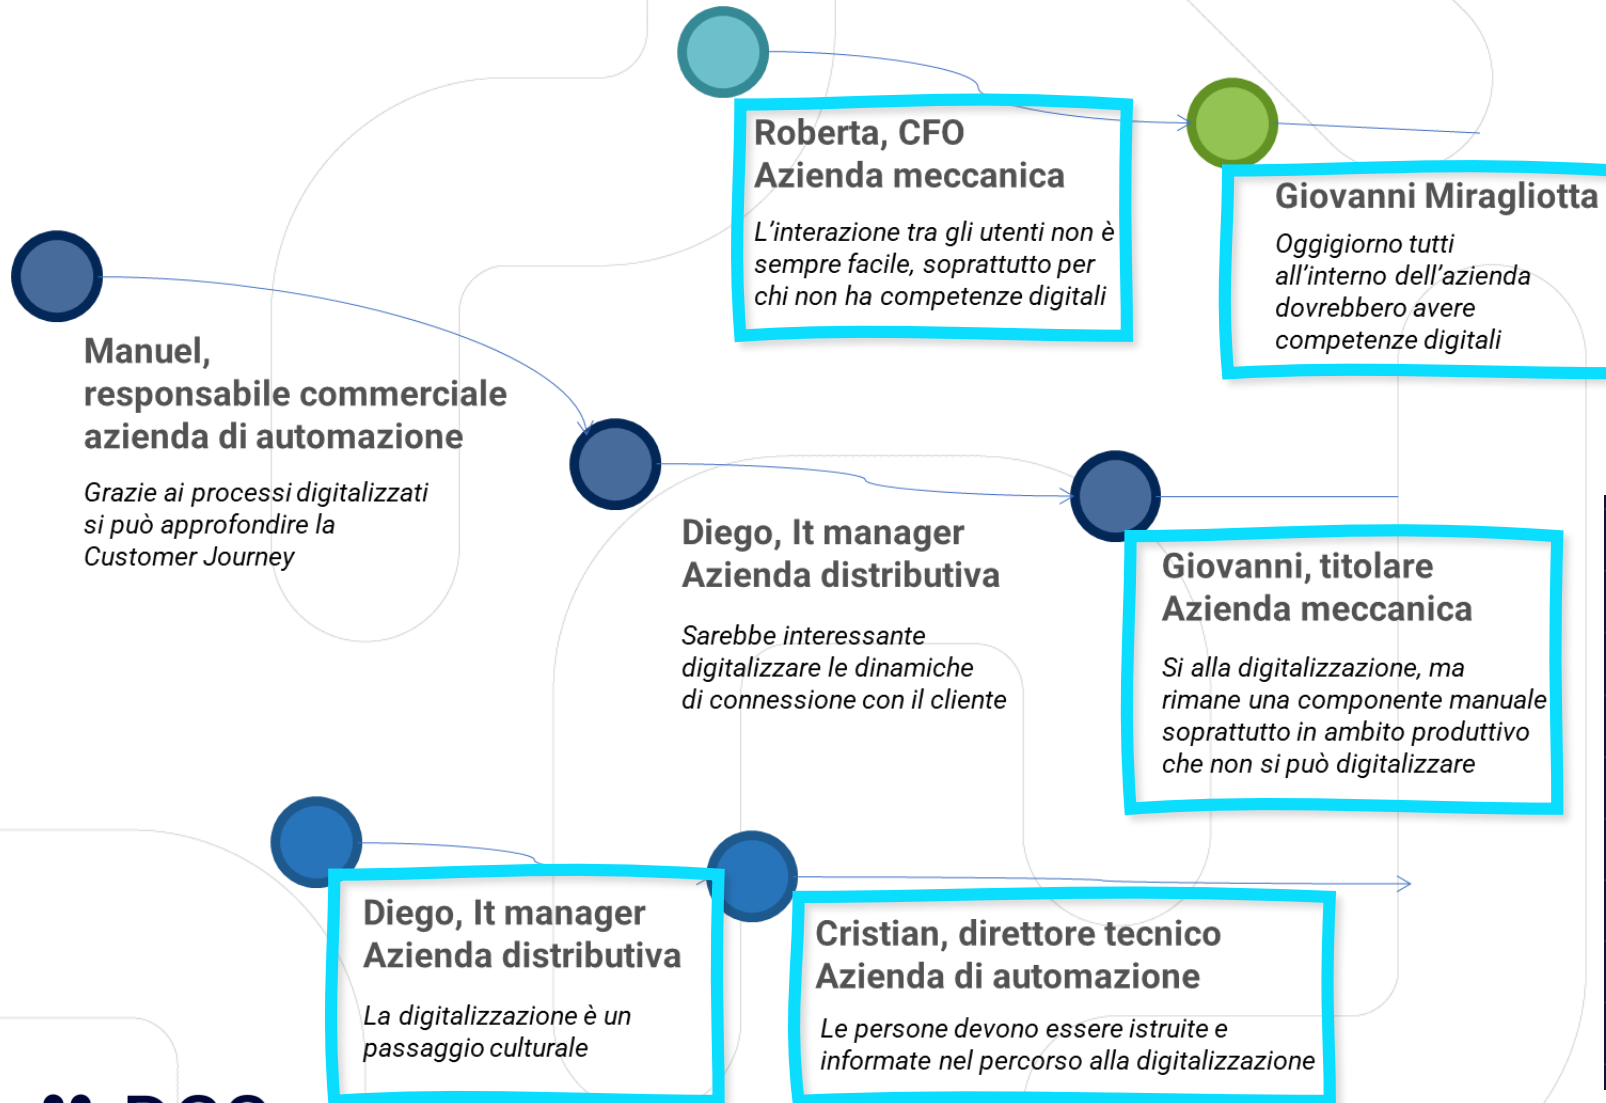 Roberta, CFO
Azienda meccanica
L'interazione tra gli utenti non è
sempre facile, soprattutto per
chi non ha competenze digitali
Giovanni Miragliotta
Oggigiorno tutti
all'interno dell'azienda
dovrebbero avere
competenze digitali
Manuel,
responsabile commerciale
azienda di automazione
Grazie ai processi digitalizzati
si può approfondire la
Customer Journey
Diego, It manager
Azienda distributiva
Sarebbe interessante
digitalizzare le dinamiche
di connessione con il cliente
Giovanni, titolare
Azienda meccanica
Si alla digitalizzazione, ma
rimane una componente manuale
soprattutto in ambito produttivo
che non si può digitalizzare
Diego, It manager
Azienda distributiva
La digitalizzazione è un
passaggio culturale
Cristian, direttore tecnico
Azienda di automazione
Le persone devono essere istruite e
informate nel percorso alla digitalizzazione